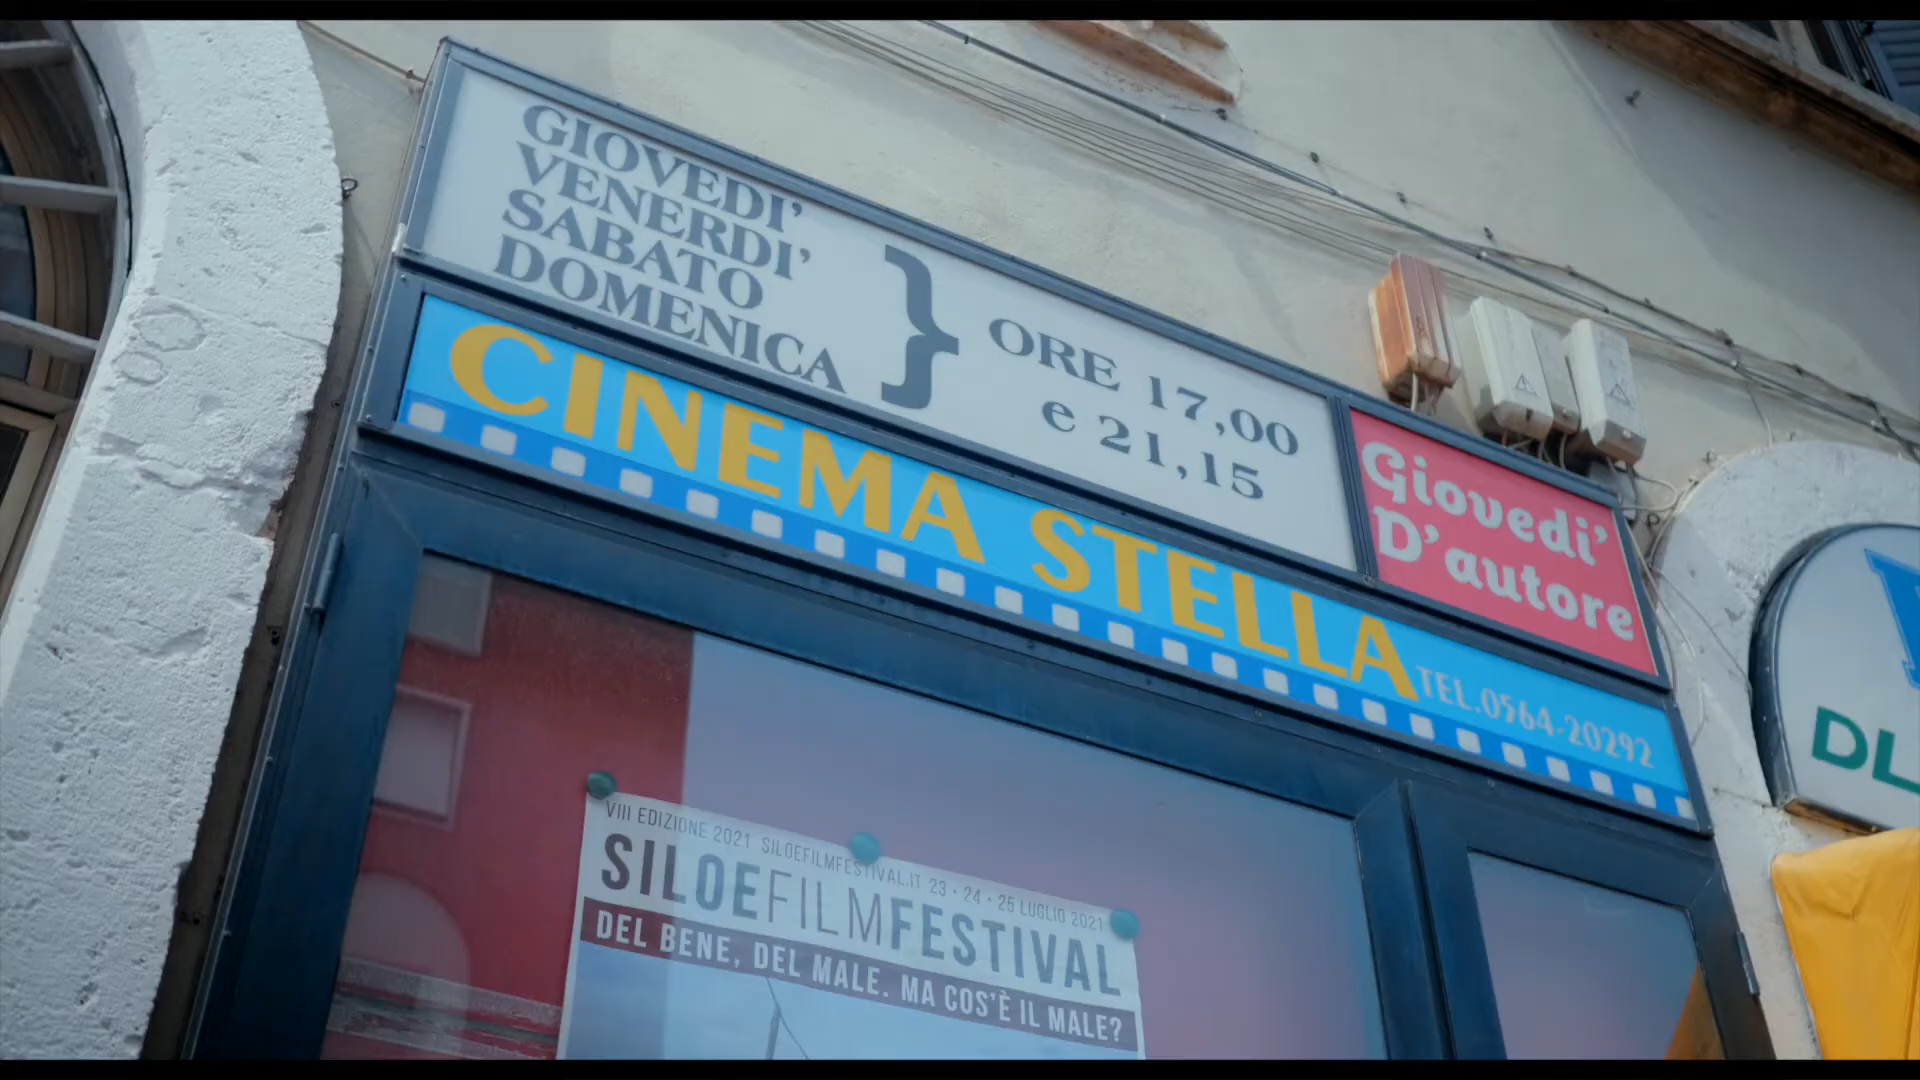 GIOVEDI'
VENERDI'
SABATO
DOMENICA
}
ORE 17,00
e 21,15
Giovedi'
D'autore
CINEMA STELLA
TEL.0564-20292
DL
VIII EDIZIONE 2021 SILOEFILMFESTIVAL.IT 23 • 24 • 25 LUGLIO 2021
SILOEFILMFESTIVAL
DEL BENE, DEL MALE. MA COS'È IL MALE?